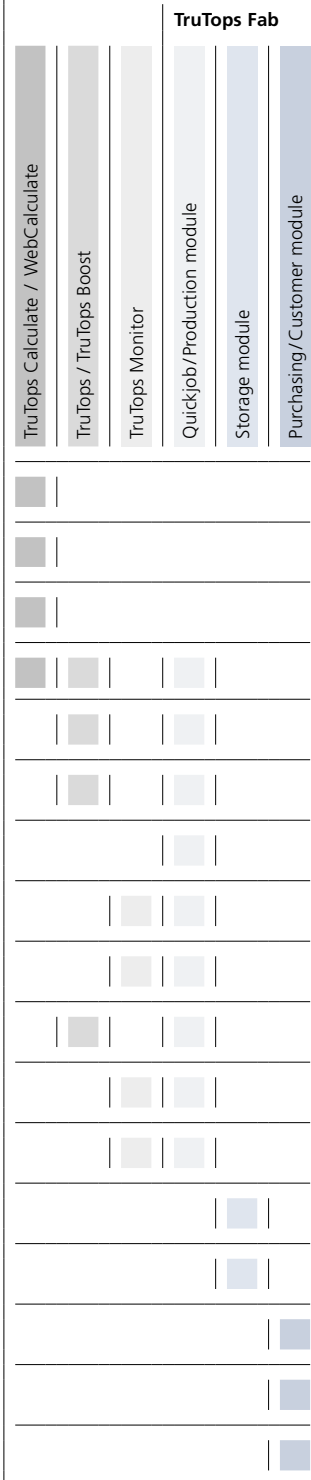 TruTops Fab
TruTops Calculate / WebCalculate
TruTops / TruTops Boost
TruTops Monitor
Quickjob/Production module
Storage module
Purchasing/Customer module